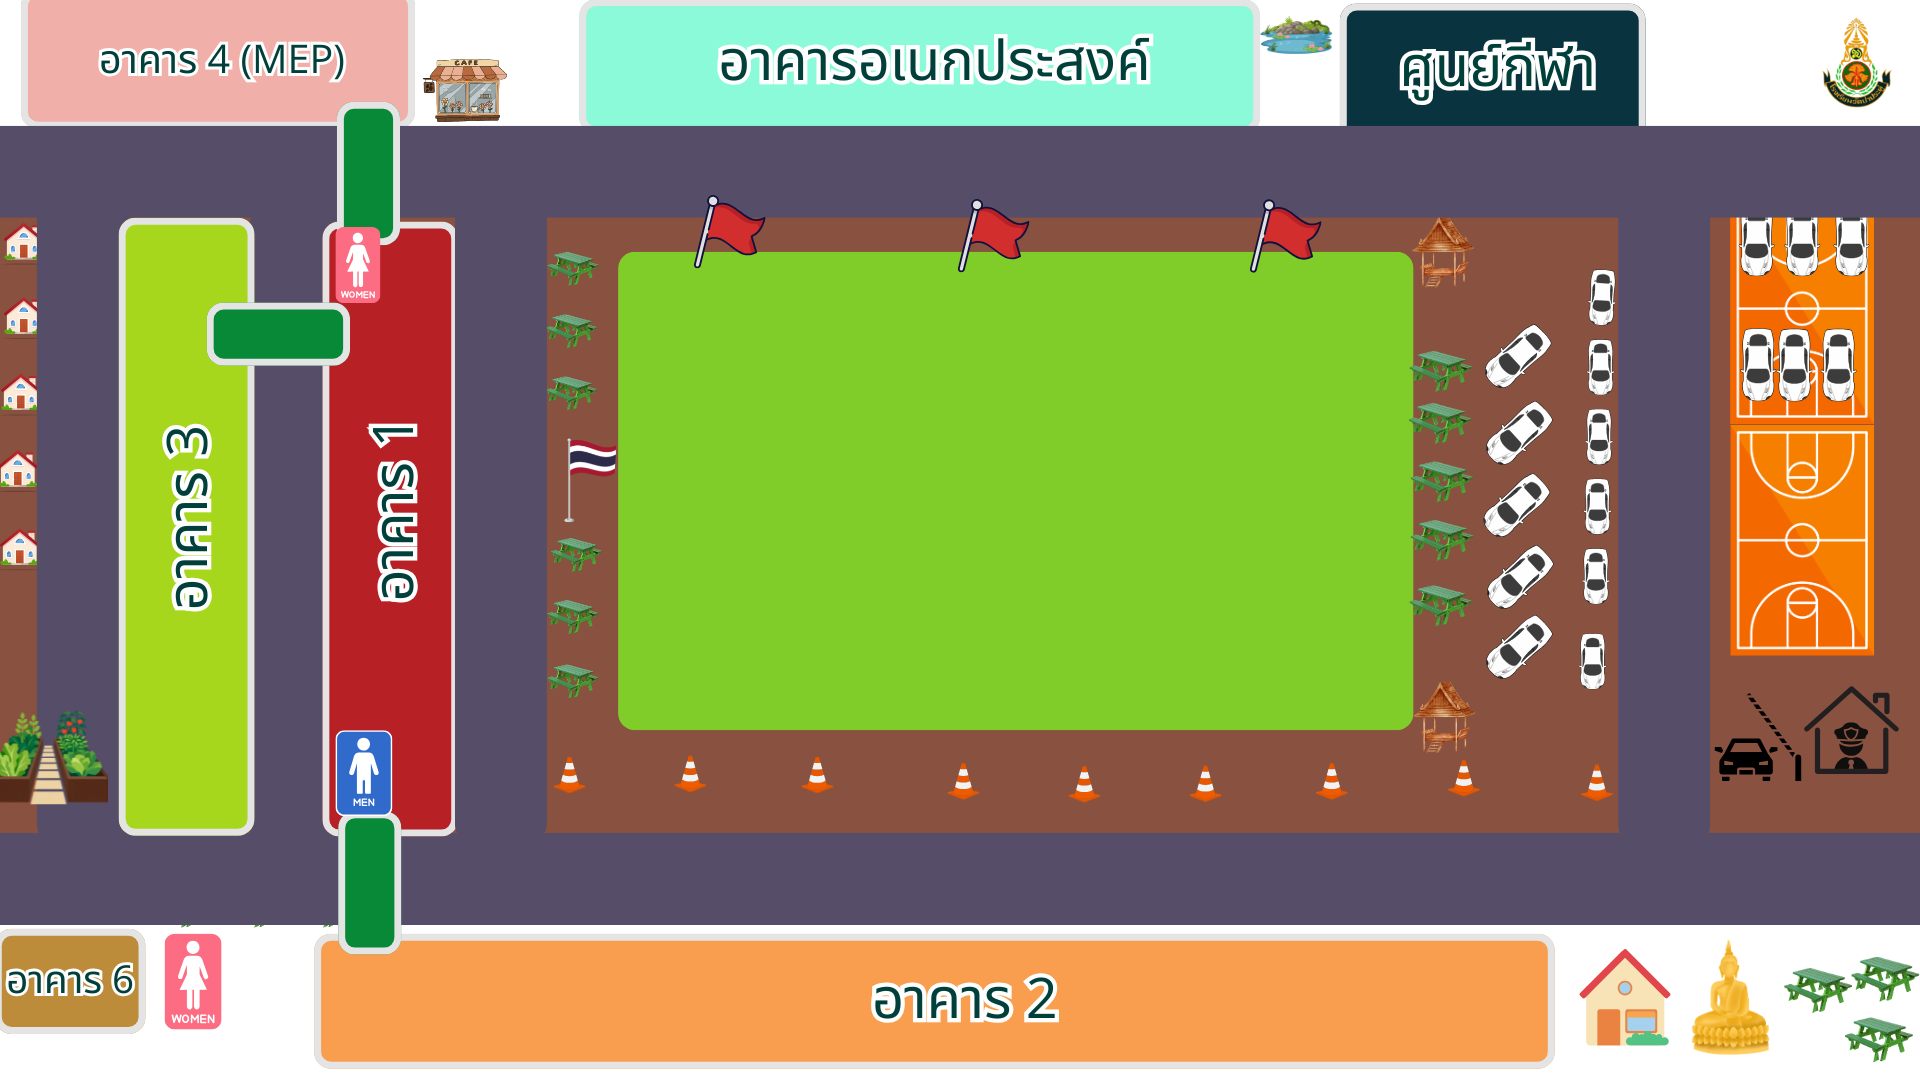 อาคาร 4 (MEP)
CAFE
อาคารอเนกประสงค์
ศูนย์กีฬา
WOMEN
อาคาร 3
อาคาร 1
MEN
อาคาร 6
WOMEN
อาคาร 2